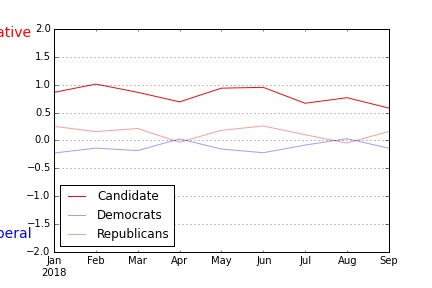 ative
2.0
1.5
1.0
0.5
0.0
−0.5
−1.0
−1.5
−2.0
beral
Candidate
Democrats
Republicans
Jan Feb Mar Apr May Jun Jul Aug Sep
2018